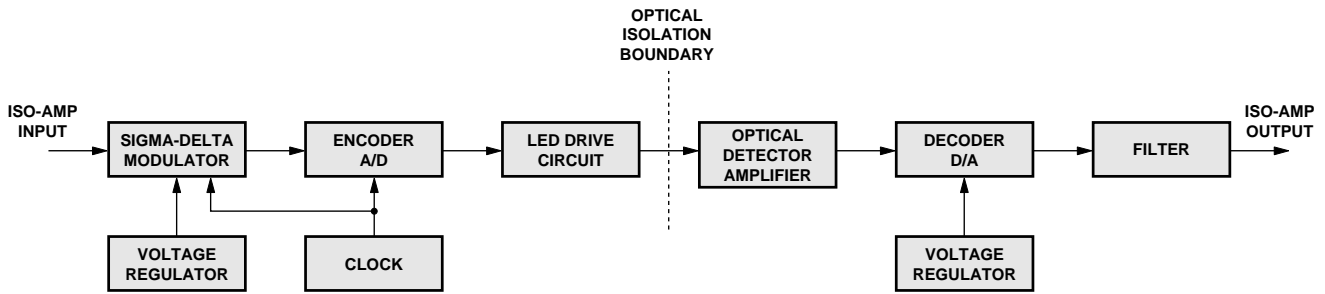 OPTICAL
ISOLATION
BOUNDARY
ISO-AMP
INPUT
SIGMA-DELTA
MODULATOR
ENCODER
A/D
LED DRIVE
CIRCUIT
OPTICAL
DETECTOR
AMPLIFIER
DECODER
D/A
FILTER
ISO-AMP
OUTPUT
VOLTAGE
REGULATOR
CLOCK
VOLTAGE
REGULATOR